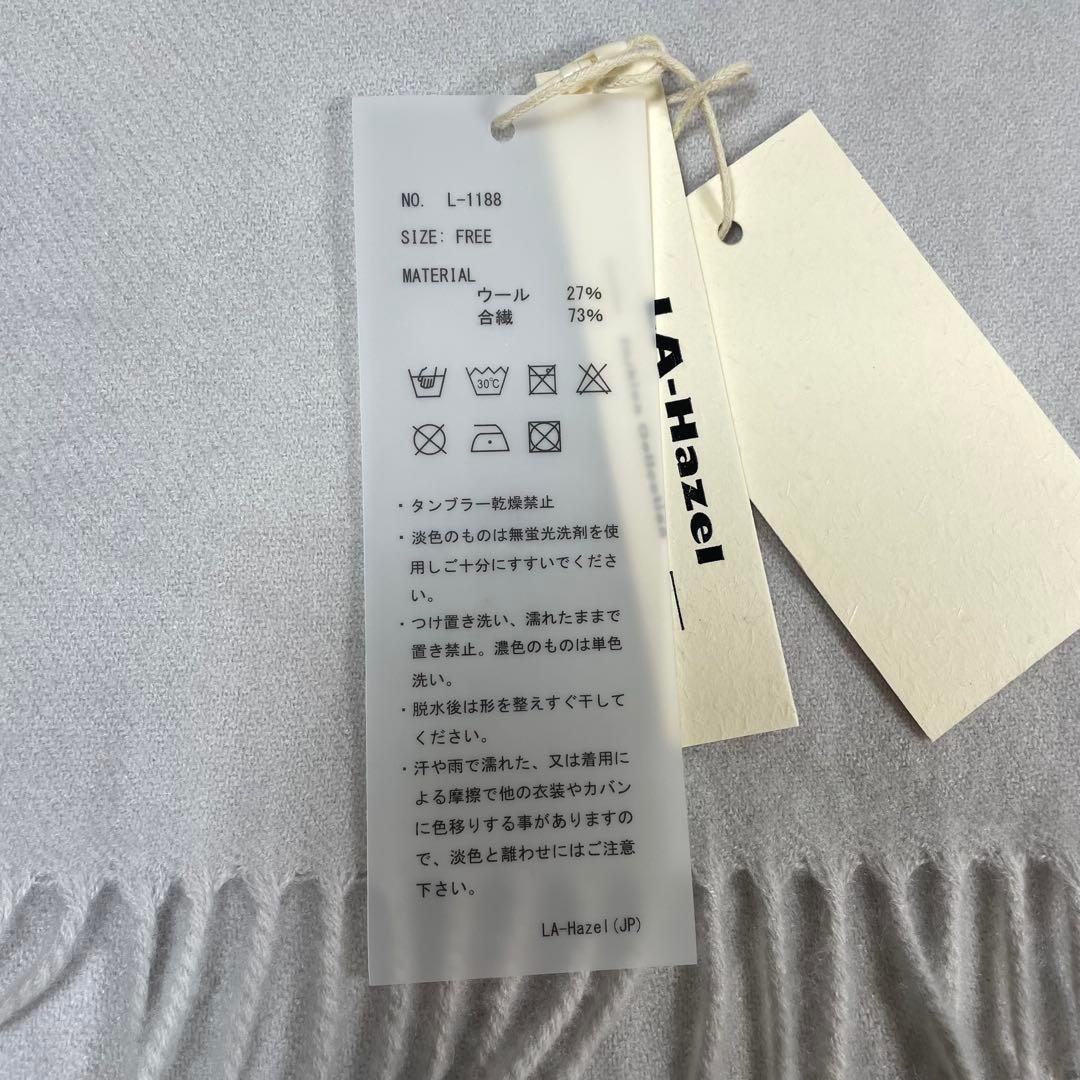 NO. L-1188
SIZE: FREE
MATERIAL
ウール 27%
合繊 73%
30℃
・タンブラー乾燥禁止
・淡色のものは無蛍光洗剤を使
用しご十分にすすいでくださ
い。
・つけ置き洗い、濡れたままで
置き禁止。濃色のものは単色
洗い。
・脱水後は形を整えすぐ干して
ください。
・汗や雨で濡れた、又は着用に
よる摩擦で他の衣装やカバン
に色移りする事がありますの
で、淡色と離わせにはご注意
下さい。
LA-Hazel(JP)
LA-Hazel
Collection